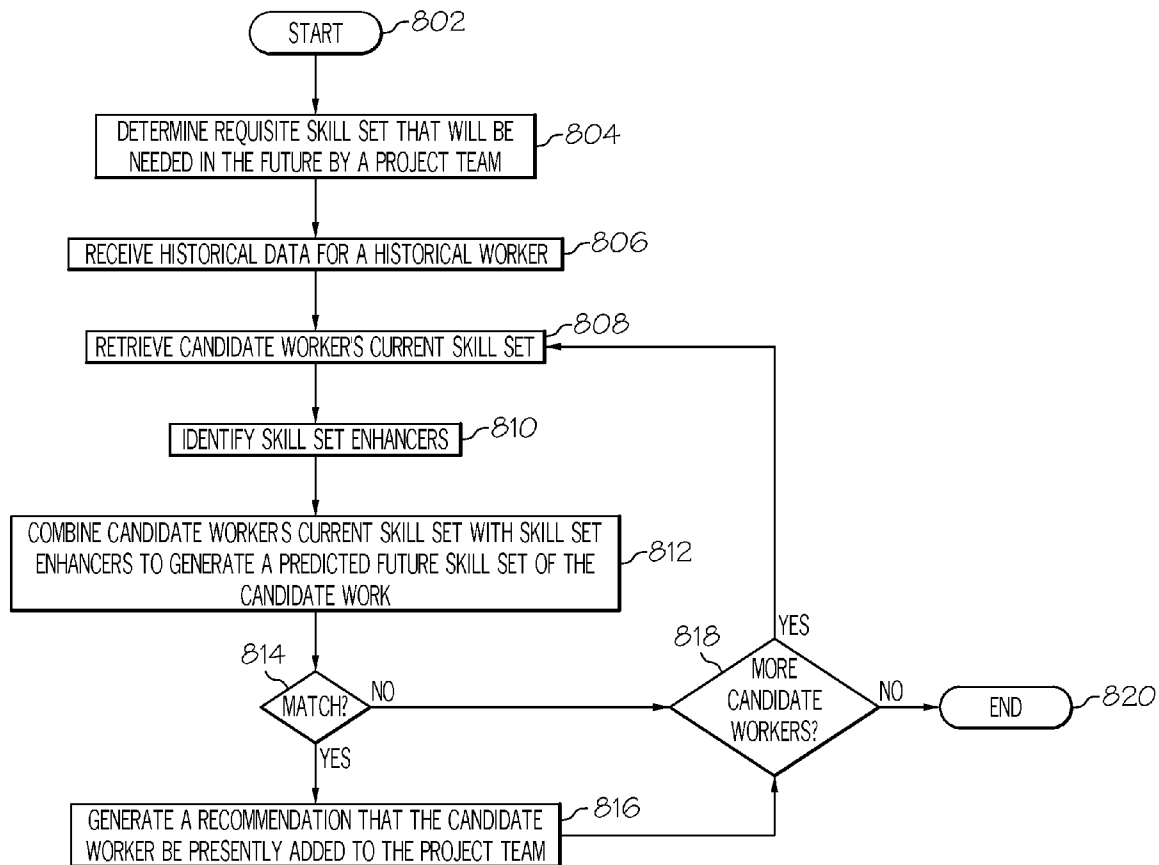 START
802
DETERMINE REQUISITE SKILL SET THAT WILL BE
NEEDED IN THE FUTURE BY A PROJECT TEAM
804
RECEIVE HISTORICAL DATA FOR A HISTORICAL WORKER
806
RETRIEVE CANDIDATE WORKER'S CURRENT SKILL SET
808
IDENTIFY SKILL SET ENHANCERS
810
COMBINE CANDIDATE WORKER'S CURRENT SKILL SET WITH SKILL SET
ENHANCERS TO GENERATE A PREDICTED FUTURE SKILL SET OF THE
CANDIDATE WORK
812
814
MATCH?
NO
YES
GENERATE A RECOMMENDATION THAT THE CANDIDATE
WORKER BE PRESENTLY ADDED TO THE PROJECT TEAM
816
818
MORE
CANDIDATE
WORKERS?
YES
NO
END
820